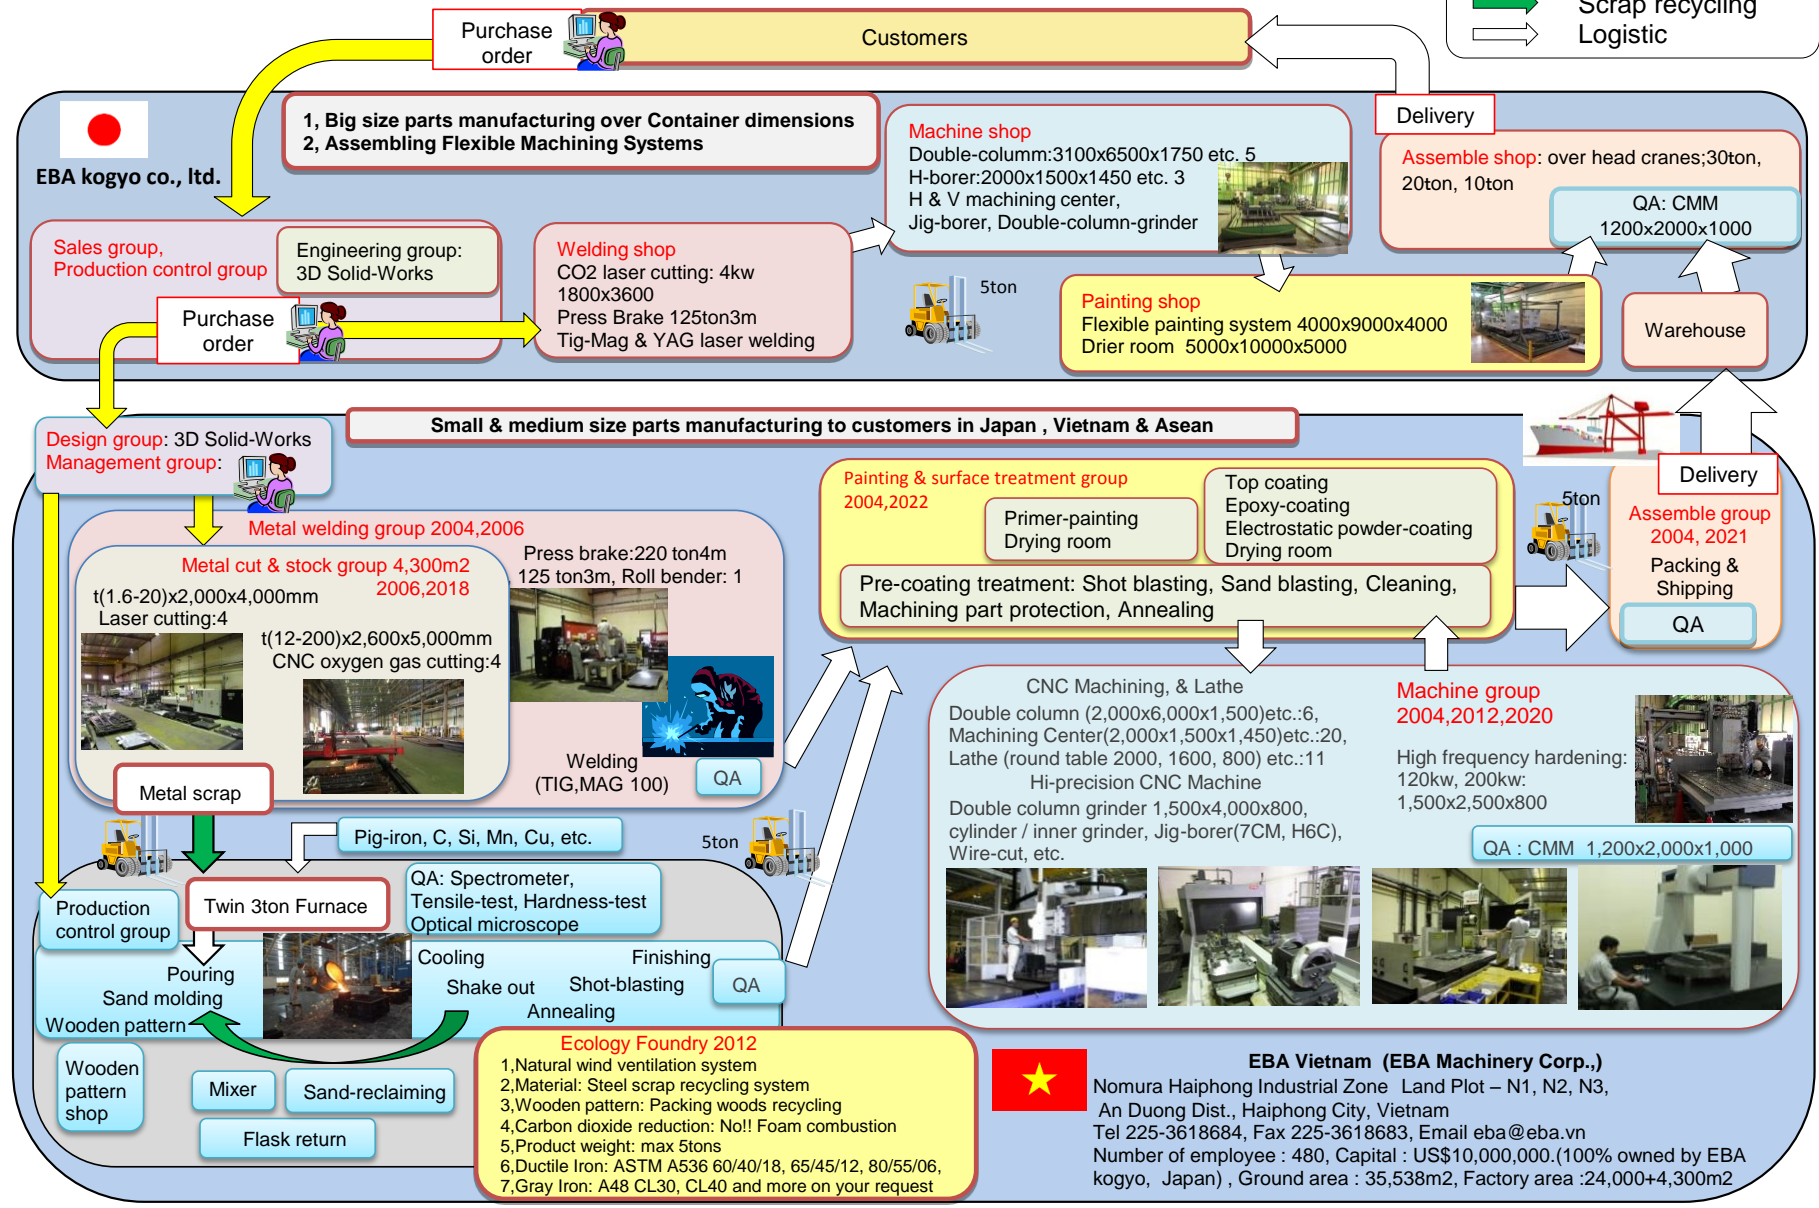 Scrap recycling
Logistic
Purchase
order
Customers
Delivery
EBA kogyo co., ltd.
1, Big size parts manufacturing over Container dimensions
2, Assembling Flexible Machining Systems
Machine shop
Double-columm:3100x6500x1750 etc. 5
H-borer:2000x1500x1450 etc. 3
H & V machining center,
Jig-borer, Double-column-grinder
Assemble shop: over head cranes;30ton,
20ton, 10ton
QA: CMM
1200x2000x1000
Sales group,
Production control group
Engineering group:
3D Solid-Works
Purchase
order
Welding shop
CO2 laser cutting: 4kw
1800x3600
Press Brake 125ton3m
Tig-Mag & YAG laser welding
5ton
Painting shop
Flexible painting system 4000x9000x4000
Drier room 5000x10000x5000
Warehouse
Small & medium size parts manufacturing to customers in Japan , Vietnam & Asean
Design group: 3D Solid-Works
Management group:
Metal welding group 2004,2006
Metal cut & stock group 4,300m2
2006,2018
t(1.6-20)x2,000x4,000mm
Laser cutting:4
t(12-200)x2,600x5,000mm
CNC oxygen gas cutting:4
Press brake:220 ton4m
, 125 ton3m, Roll bender: 1
Welding
(TIG,MAG 100)
QA
Painting & surface treatment group
2004,2022
Primer-painting
Drying room
Top coating
Epoxy-coating
Electrostatic powder-coating
Drying room
Pre-coating treatment: Shot blasting, Sand blasting, Cleaning,
Machining part protection, Annealing
5ton
Delivery
Assemble group
2004, 2021
Packing &
Shipping
QA
CNC Machining, & Lathe
Double column (2,000x6,000x1,500)etc.:6,
Machining Center(2,000x1,500x1,450)etc.:20,
Lathe (round table 2000, 1600, 800) etc.:11
Hi-precision CNC Machine
Double column grinder 1,500x4,000x800,
cylinder / inner grinder, Jig-borer(7CM, H6C),
Wire-cut, etc.
Machine group
2004,2012,2020
High frequency hardening:
120kw, 200kw:
1,500x2,500x800
QA : CMM 1,200x2,000x1,000
Metal scrap
Pig-iron, C, Si, Mn, Cu, etc.
5ton
Twin 3ton Furnace
QA: Spectrometer,
Tensile-test, Hardness-test
Optical microscope
Production
control group
Pouring
Sand molding
Wooden pattern
Cooling
Shake out
Annealing
Shot-blasting
Finishing
QA
Wooden
pattern
shop
Mixer
Sand-reclaiming
Flask return
Ecology Foundry 2012
1,Natural wind ventilation system
2,Material: Steel scrap recycling system
3,Wooden pattern: Packing woods recycling
4,Carbon dioxide reduction: No!! Foam combustion
5,Product weight: max 5tons
6,Ductile Iron: ASTM A536 60/40/18, 65/45/12, 80/55/06,
7,Gray Iron: A48 CL30, CL40 and more on your request
EBA Vietnam (EBA Machinery Corp.,)
Nomura Haiphong Industrial Zone Land Plot – N1, N2, N3,
An Duong Dist., Haiphong City, Vietnam
Tel 225-3618684, Fax 225-3618683, Email eba@eba.vn
Number of employee : 480, Capital : US$10,000,000.(100% owned by EBA
kogyo, Japan) , Ground area : 35,538m2, Factory area :24,000+4,300m2